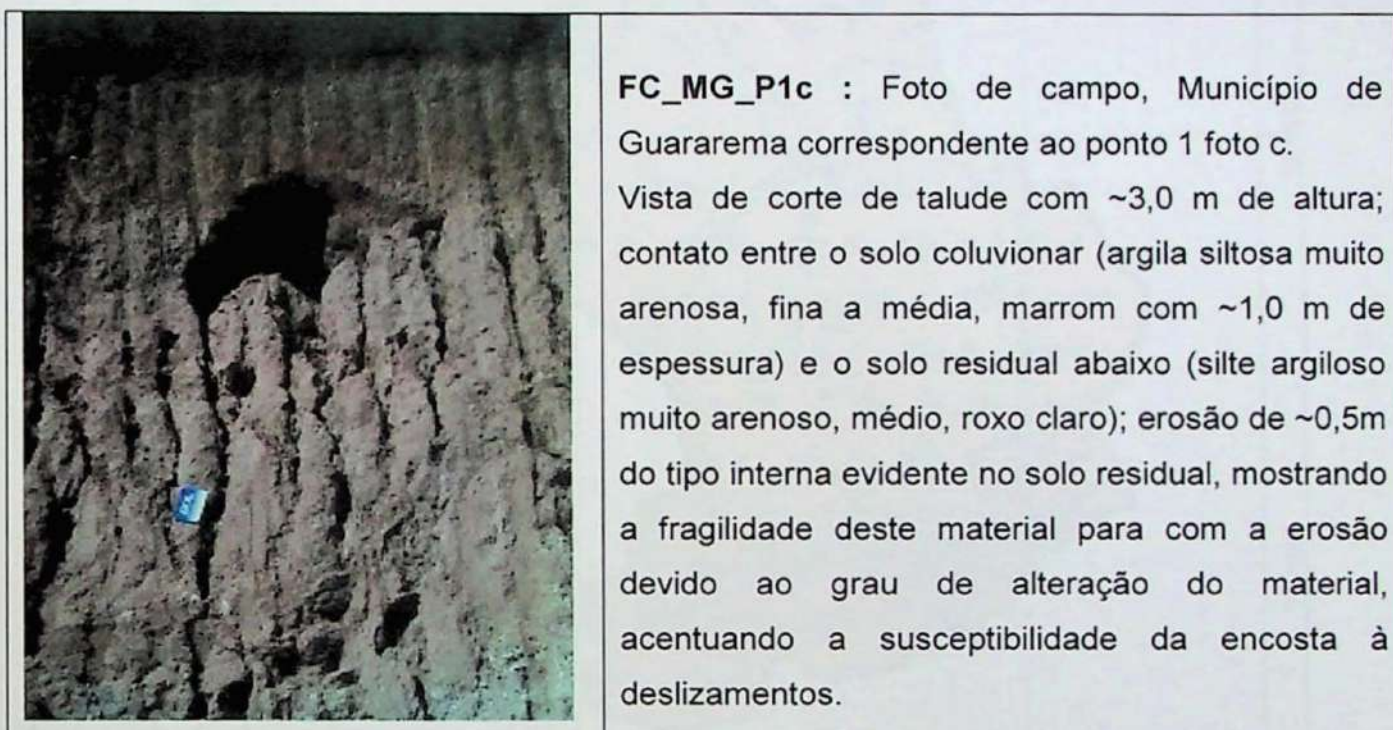 FC_MG_P1c : Foto de campo, Município de
Guararema correspondente ao ponto 1 foto c.
Vista de corte de talude com ~3,0 m de altura;
contato entre o solo coluvionar (argila siltosa muito
arenosa, fina a média, marrom com ~1,0 m de
espessura) e o solo residual abaixo (silte argiloso
muito arenoso, médio, roxo claro); erosão de ~0,5m
do tipo interna evidente no solo residual, mostrando
a fragilidade deste material para com a erosão
devido ao grau de alteração do material,
acentuando a susceptibilidade da encosta à
deslizamentos.